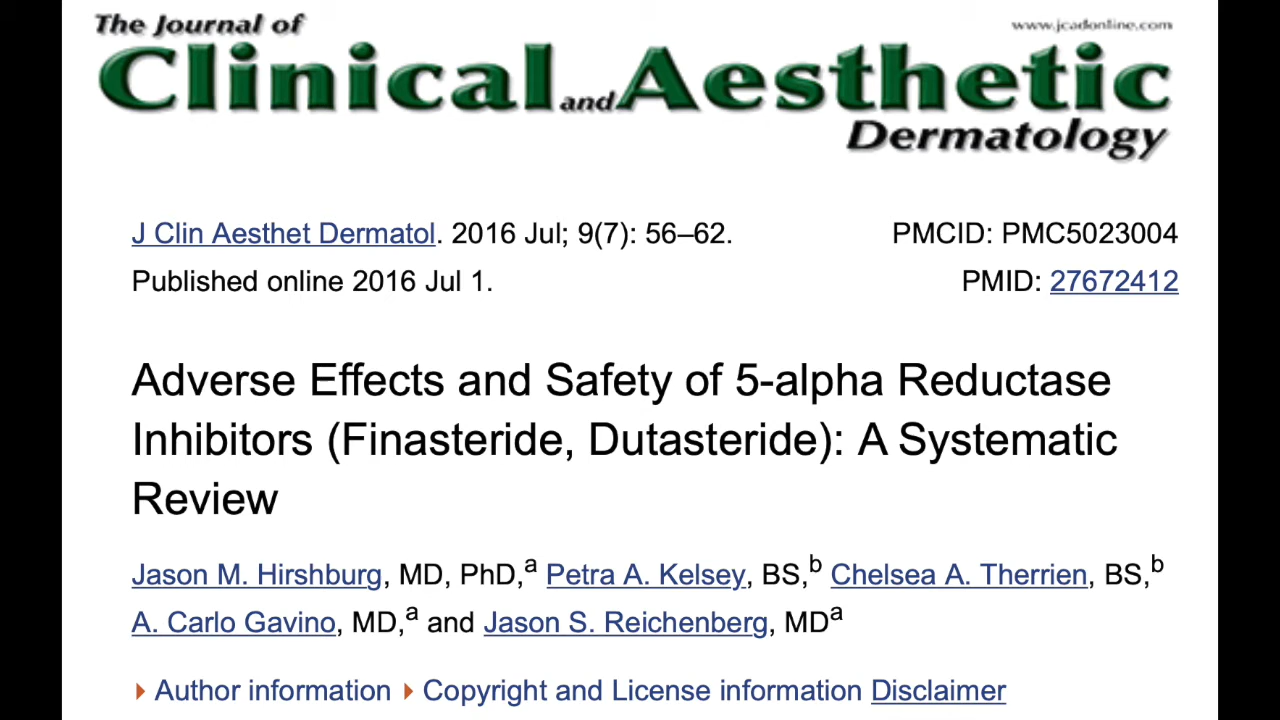 The Journal of
www.jcadonline.com
Clinical and Aesthetic
Dermatology
J Clin Aesthet Dermatol. 2016 Jul; 9(7): 56–62.
PMCID: PMC5023004
Published online 2016 Jul 1.
PMID: 27672412
Adverse Effects and Safety of 5-alpha Reductase
Inhibitors (Finasteride, Dutasteride): A Systematic
Review
Jason M. Hirshburg, MD, PhD,a Petra A. Kelsey, BS,b Chelsea A. Therrien, BS,b
A. Carlo Gavino, MD,a and Jason S. Reichenberg, MDa
Author information Copyright and License information Disclaimer